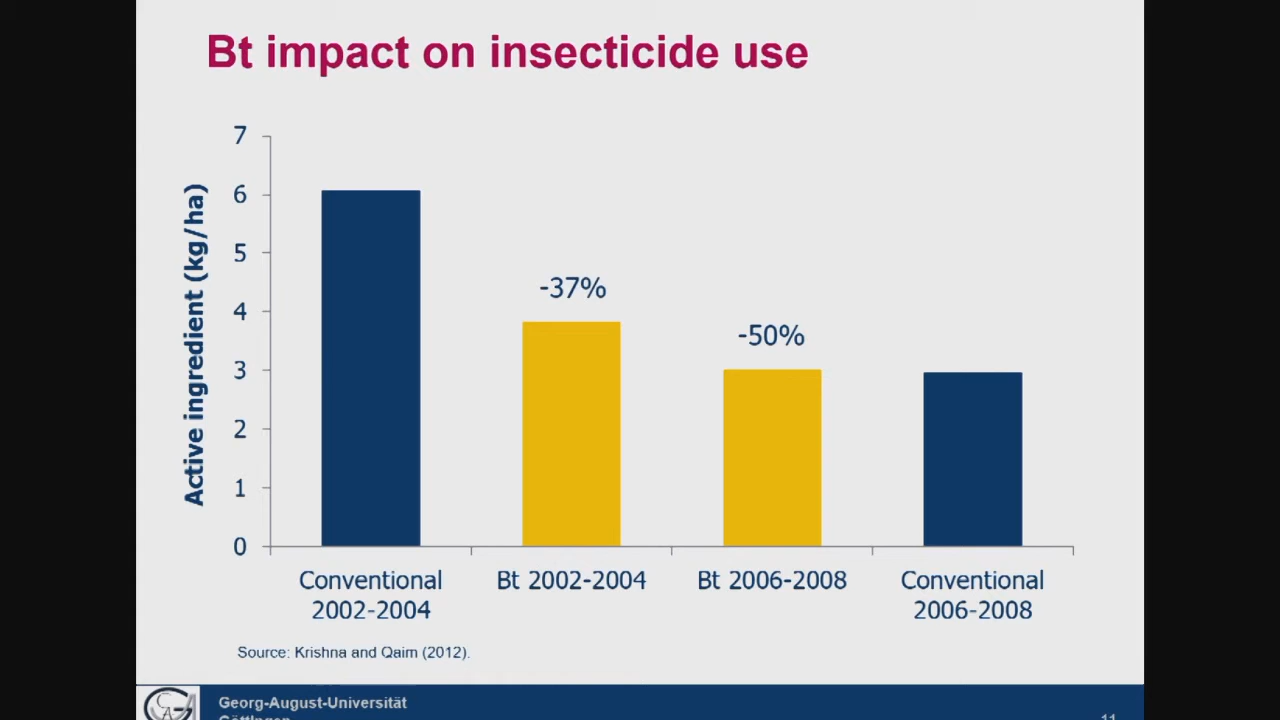 Bt impact on insecticide use
7
6
5
4
3
2
1
0
Active ingredient (kg/ha)
-37%
-50%
Conventional
2002-2004
Bt 2002-2004
Bt 2006-2008
Conventional
2006-2008
Source: Krishna and Qaim (2012).
Georg-August-Universität
Göttingen
11